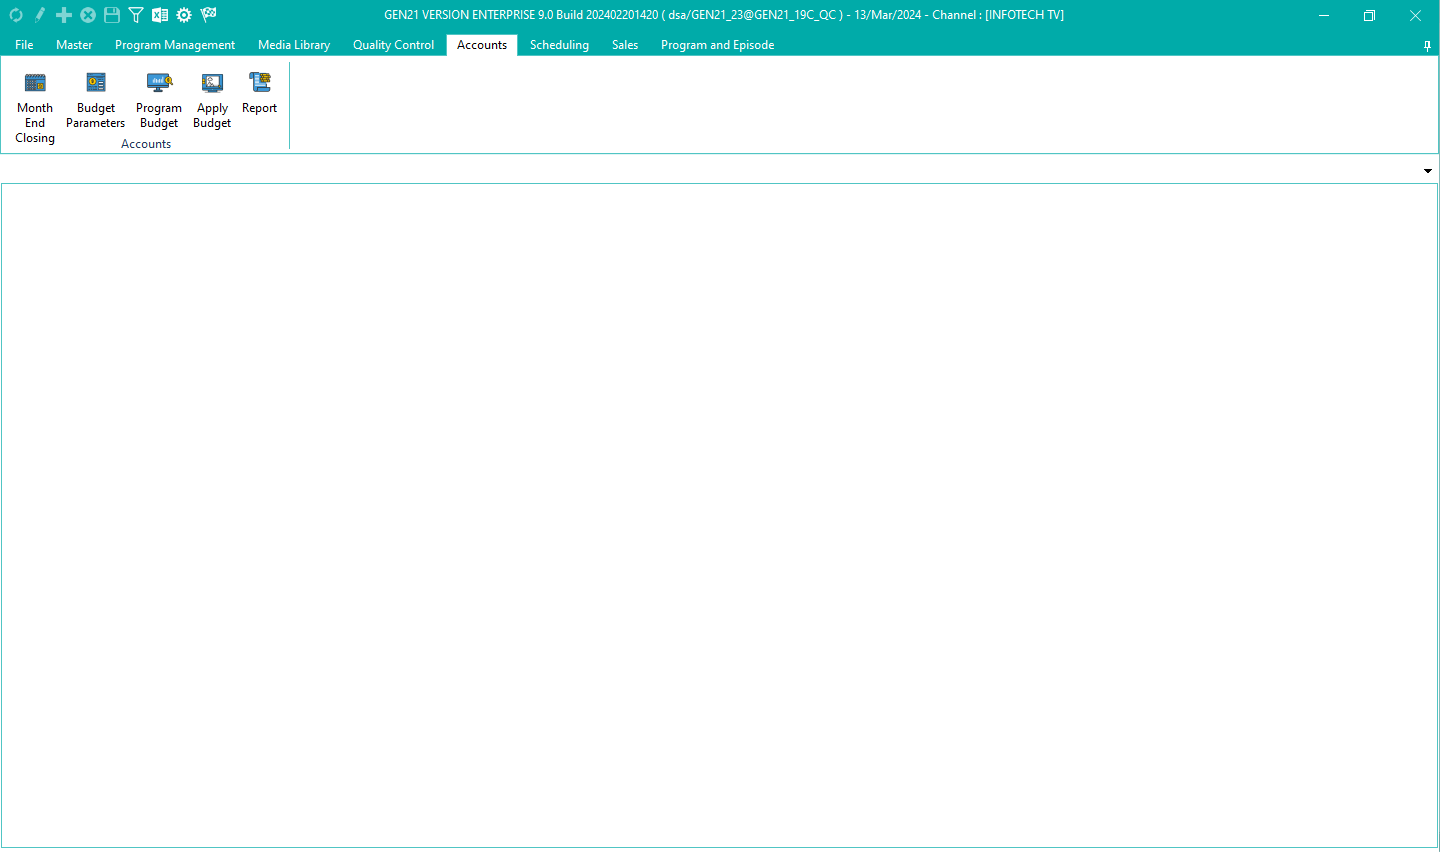 GEN21 VERSION ENTERPRISE 9.0 Build 202402201420 ( dsa/GEN21_23@GEN21_19C_QC ) - 13/Mar/2024 - Channel : [INFOTECH TV]
File Master Program Management Media Library Quality Control Accounts Scheduling Sales Program and Episode
Month End Closing
Budget Parameters
Program Budget
Apply Budget
Report
Accounts